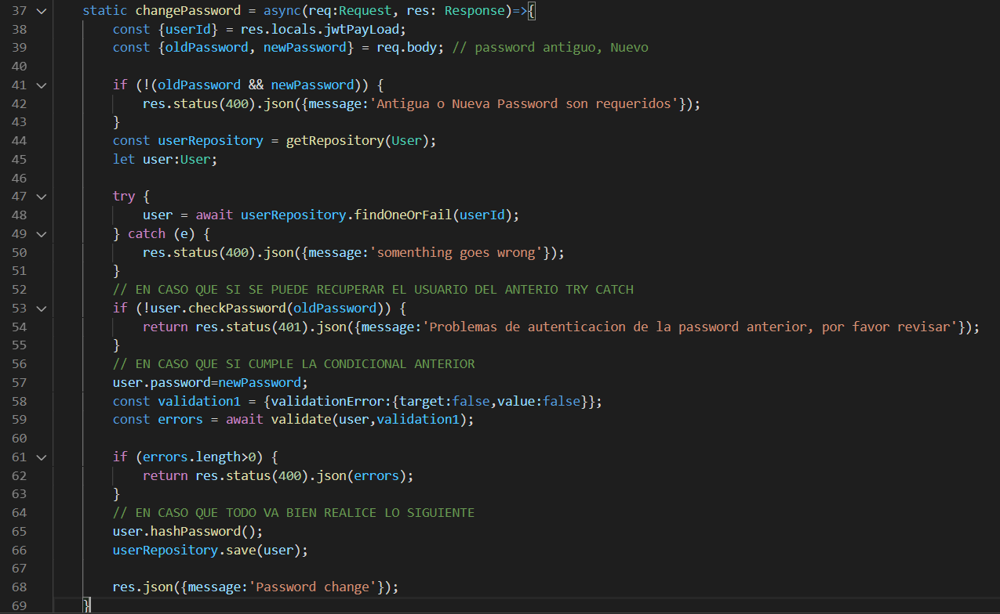 37 static changePassword = async(req:Request, res: Response)=>{
38 const {userId} = res.locals.jwtPayLoad;
39 const {oldPassword, newPassword} = req.body; // password antiguo, Nuevo
40
41 if (!(oldPassword && newPassword)) {
42 res.status(400).json({message:'Antigua o Nueva Password son requeridos'});
43 }
44 const userRepository = getRepository(User);
45 let user:User;
46
47 try {
48 user = await userRepository.findOneOrFail(userId);
49 } catch (e) {
50 res.status(400).json({message:'somenthing goes wrong'});
51 }
52 // EN CASO QUE SI SE PUEDE RECUPERAR EL USUARIO DEL ANTERIO TRY CATCH
53 if (!user.checkPassword(oldPassword)) {
54 return res.status(401).json({message:'Problemas de autenticacion de la password anterior, por favor revisar'});
55 }
56 // EN CASO QUE SI CUMPLE LA CONDICIONAL ANTERIOR
57 user.password=newPassword;
58 const validation1 = {validationError:{target:false,value:false}};
59 const errors = await validate(user,validation1);
60
61 if (errors.length>0) {
62 return res.status(400).json(errors);
63 }
64 // EN CASO QUE TODO VA BIEN REALICE LO SIGUIENTE
65 user.hashPassword();
66 userRepository.save(user);
67
68 res.json({message:'Password change'});
69 }